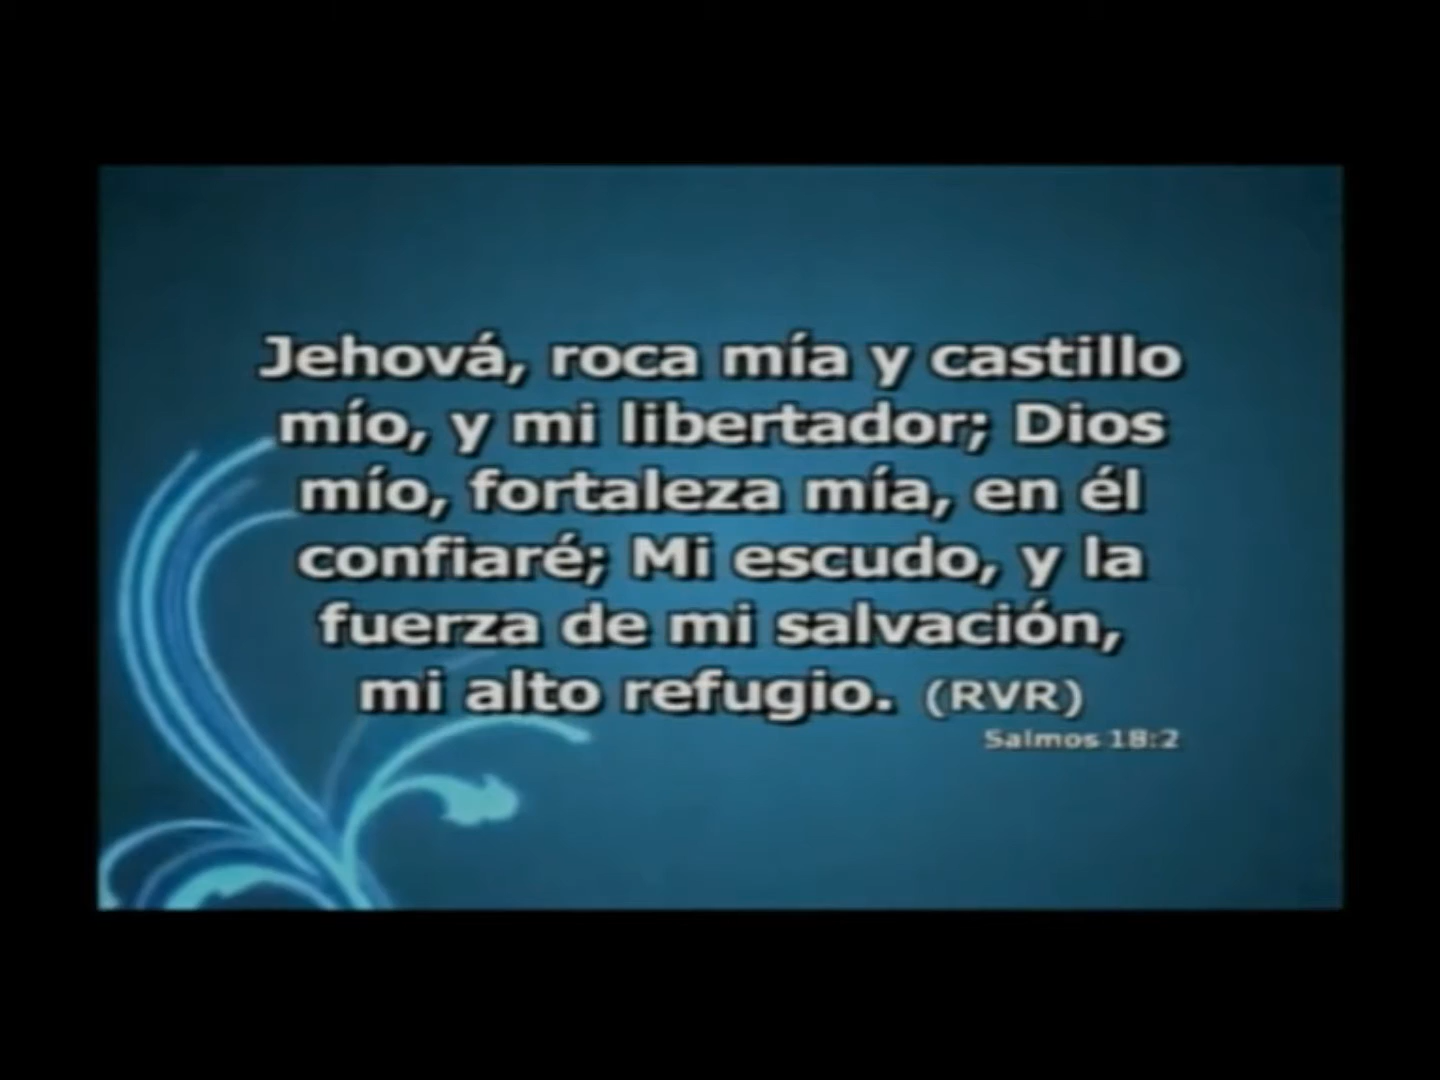 Jehová, roca mía y castillo
mío, y mi libertador; Dios
mío, fortaleza mía, en él
confiaré; Mi escudo, y la
fuerza de mi salvación,
mi alto refugio. (RVR)
Salmos 18:2